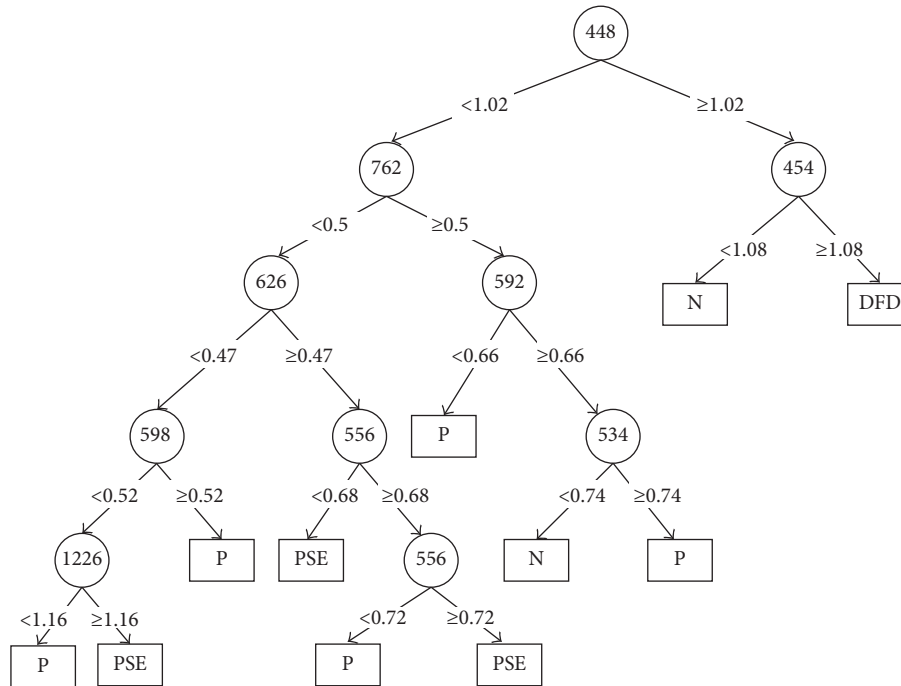 448
<1.02
≥1.02
762
454
<0.5
≥0.5
<1.08
≥1.08
626
592
N
DFD
<0.47
≥0.47
<0.66
≥0.66
598
556
P
534
<0.52
≥0.52
<0.68
≥0.68
<0.74
≥0.74
1226
P
PSE
556
N
P
<1.16
≥1.16
<0.72
≥0.72
P
PSE
P
PSE